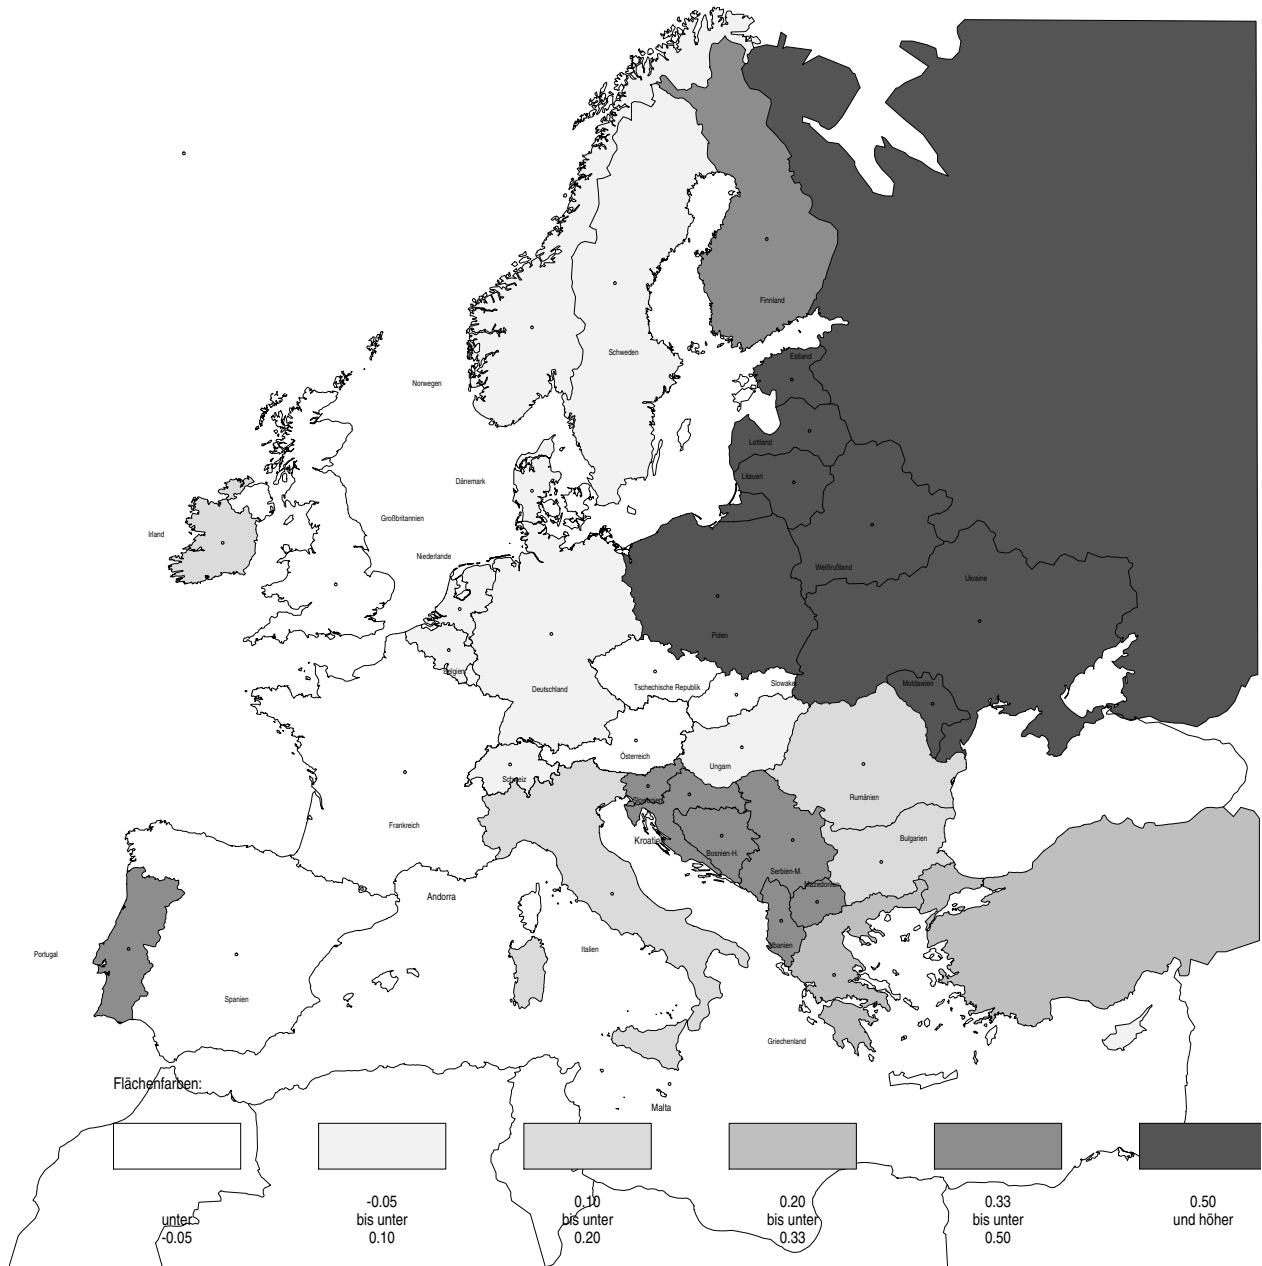 Finnland
Schweden
Estland
Norwegen
Lettland
Litauen
Dänemark
Großbritannien
Irland
Niederlande
Weißrußland
Ukraine
Polen
Belgien
Deutschland
Tschechische Republik
Slowakei
Moldawien
Österreich
Ungarn
Schweiz
Slowenien
Rumänien
Frankreich
Kroatien
Bosnien-H.
Bulgarien
Serbien-M.
Mazedonien
Andorra
Albanien
Italien
Portugal
Spanien
Griechenland
Malta
Flächenfarben:
unter
-0.05
-0.05
bis unter
0.10
0.10
bis unter
0.20
0.20
bis unter
0.33
0.33
bis unter
0.50
0.50
und höher